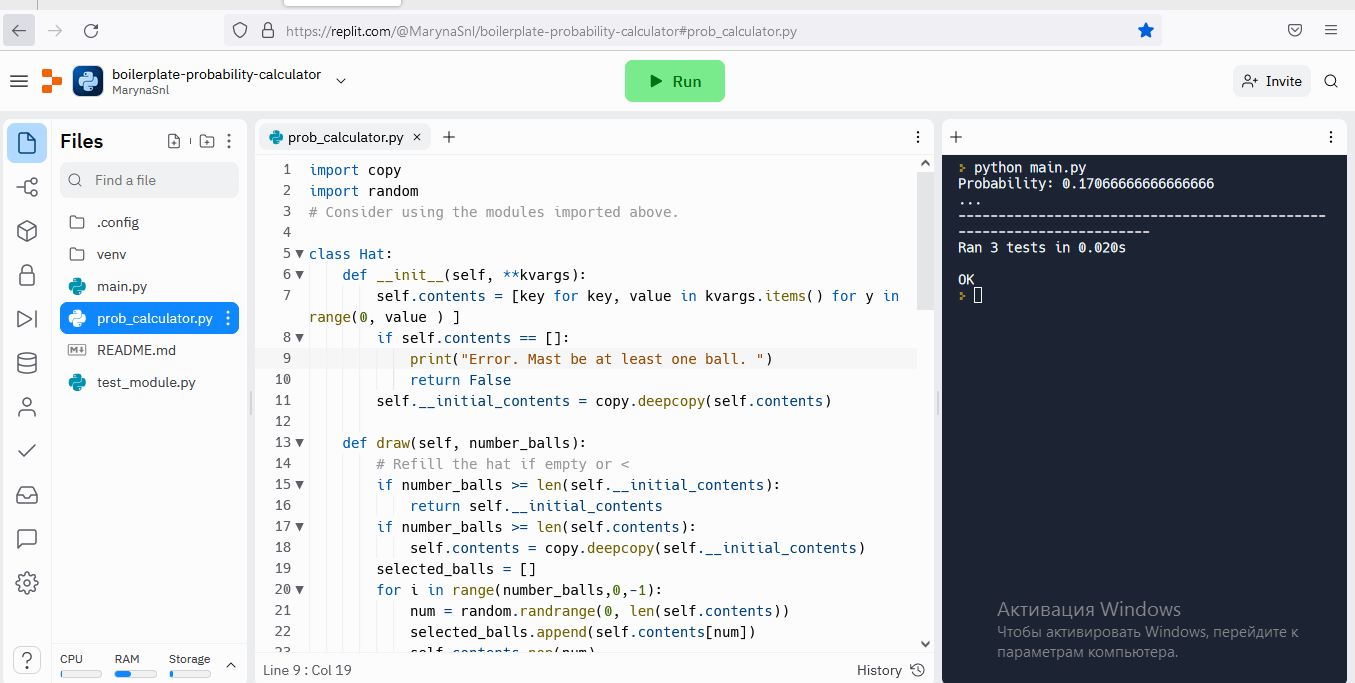 https://replit.com/@MarynaSnl/boilerplate-probability-calculator#prob_calculator.py
boilerplate-probability-calculator
MarynaSnl
Run
Invite
Files
Find a file
.config
venv
main.py
prob_calculator.py
README.md
test_module.py
CPU
RAM
Storage
prob_calculator.py
1 import copy
2 import random
3 # Consider using the modules imported above.
4
5 class Hat:
6 def __init__(self, **kvargs):
7 self.contents = [key for key, value in kvargs.items() for y in
range(0, value ) ]
8 if self.contents == []:
9 print("Error. Mast be at least one ball. ")
10 return False
11 self.__initial_contents = copy.deepcopy(self.contents)
12
13 def draw(self, number_balls):
14 # Refill the hat if empty or <
15 if number_balls >= len(self.__initial_contents):
16 return self.__initial_contents
17 if number_balls >= len(self.contents):
18 self.contents = copy.deepcopy(self.__initial_contents)
19 selected_balls = []
20 for i in range(number_balls,0,-1):
21 num = random.randrange(0, len(self.contents))
22 selected_balls.append(self.contents[num])
23 self.contents.pop(num)
Line 9 : Col 19
History
python main.py
Probability: 0.17066666666666666
...
----------------------------------------------
------------------------
Ran 3 tests in 0.020s
OK
Активация Windows
Чтобы активировать Windows, перейдите к
параметрам компьютера.